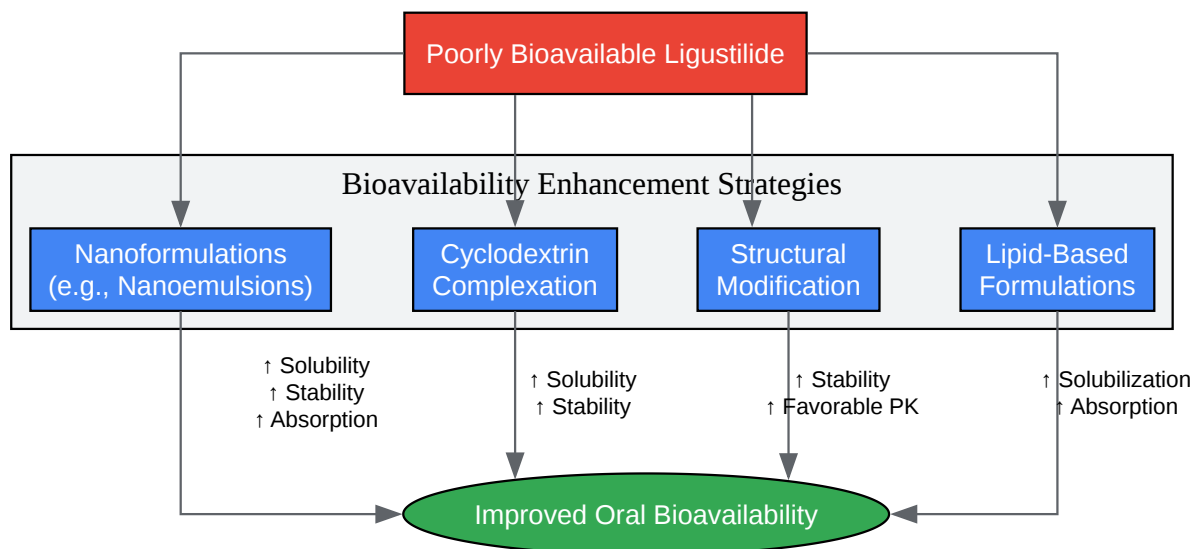 Poorly Bioavailable Ligustilide
Bioavailability Enhancement Strategies
Nanoformulations
(e.g., Nanoemulsions)
Cyclodextrin
Complexation
Structural
Modification
Lipid-Based
Formulations
↑ Solubility
↑ Stability
↑ Absorption
↑ Solubility
↑ Stability
↑ Stability
↑ Favorable PK
↑ Solubilization
↑ Absorption
Improved Oral Bioavailability